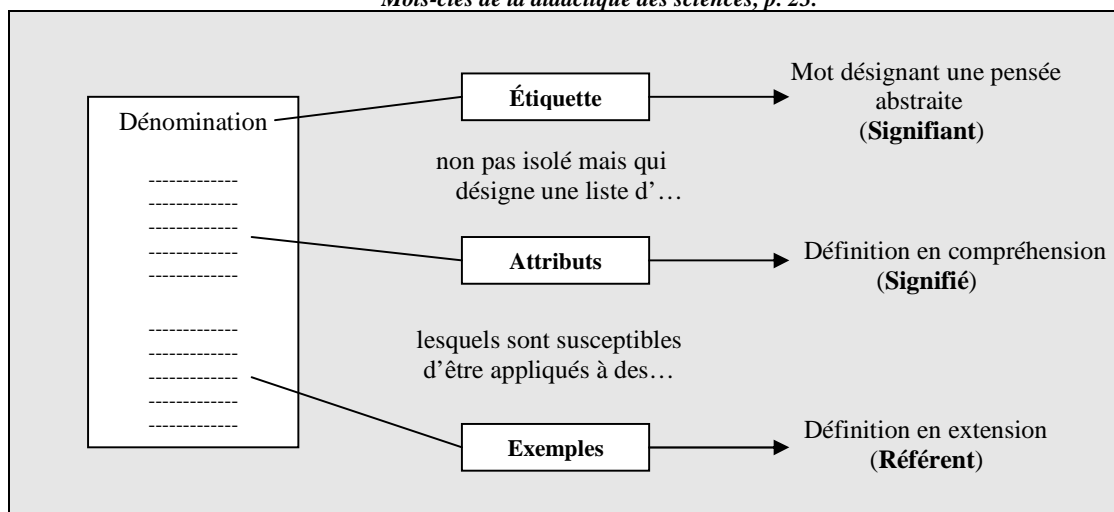 Mots-clés de la didactique des sciences, p. 23.
Étiquette
Mot désignant une pensée
abstraite
(Signifiant)
Dénomination
non pas isolé mais qui
désigne une liste d’…
-------------
-------------
-------------
-------------
-------------
Attributs
Définition en compréhension
(Signifié)
-------------
-------------
-------------
-------------
-------------
lesquels sont susceptibles
d’être appliqués à des…
Exemples
Définition en extension
(Référent)